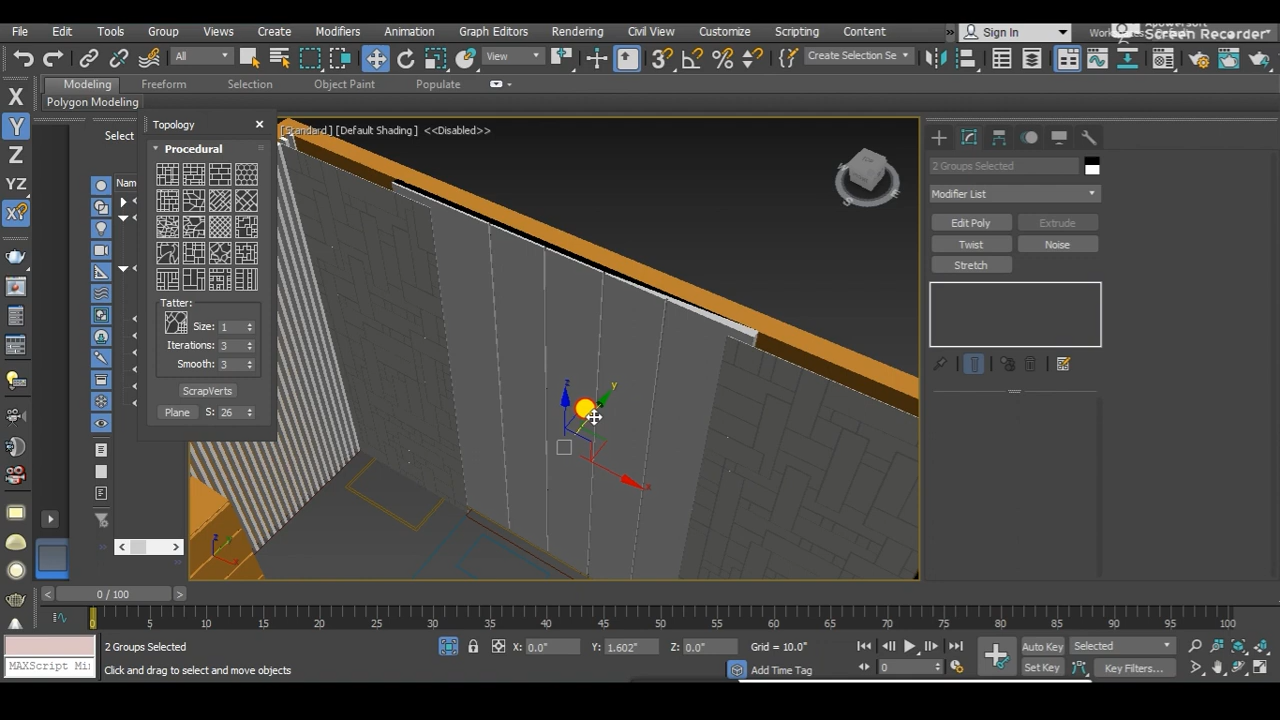 File Edit Tools Group Views Create Modifiers Animation Graph Editors Rendering Civil View Customize Scripting Content Sign In
Screen Recorder
All View Create Selection Se
Modeling Freeform Selection Object Paint Populate
Polygon Modeling
X
Y
Z
YZ
Select
Nam
Topology
Procedural
Tatter:
Size: 1
Iterations: 3
Smooth: 3
ScrapVerts
Plane S: 26
[Standard ] [Default Shading ] <<Disabled>>
2 Groups Selected
Modifier List
Edit Poly Extrude
Twist Noise
Stretch
z
y
x
0 / 100
0 5 10 15 20 25 30 35 40 45 50 55 60 65 70 75 80 85 90 95 100
2 Groups Selected
X: 0.0" Y: 1.602" Z: 0.0" Grid = 10.0"
MAXScript Mi
Click and drag to select and move objects
Add Time Tag
0
Auto Key Selected
Set Key Key Filters...